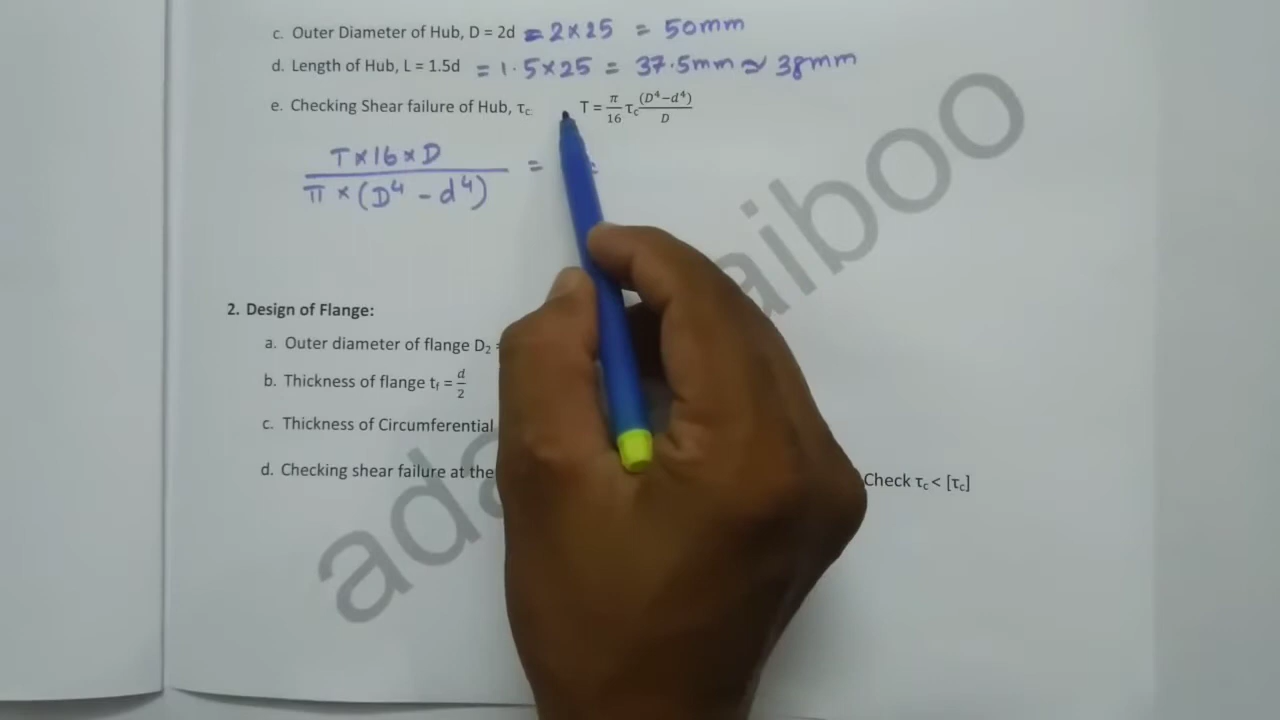 c. Outer Diameter of Hub, D = 2d = 2 × 25 = 50mm
d. Length of Hub, L = 1.5d = 1.5 × 25 = 37.5mm ≈ 38mm
e. Checking Shear failure of Hub, τc T = π/16 τc (D⁴−d⁴)/D
T × 16 × D / π × (D⁴ - d⁴) =
2. Design of Flange:
a. Outer diameter of flange D₂
b. Thickness of flange tf = d/2
c. Thickness of Circumferential
d. Checking shear failure at the Check τc < [τc]